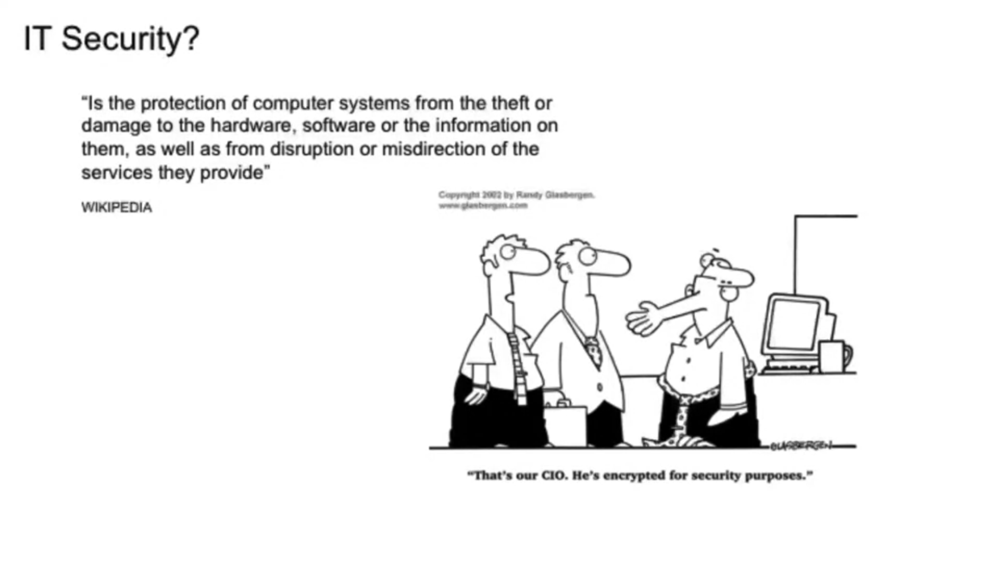 IT Security?
“Is the protection of computer systems from the theft or
damage to the hardware, software or the information on
them, as well as from disruption or misdirection of the
services they provide”
WIKIPEDIA
Copyright 2002 by Randy Glasbergen.
www.glasbergen.com
GLASBERGEN
“That’s our CIO. He’s encrypted for security purposes.”